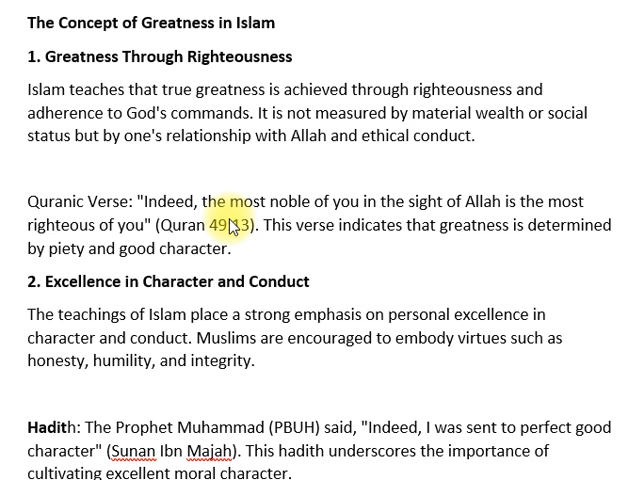 The Concept of Greatness in Islam
1. Greatness Through Righteousness
Islam teaches that true greatness is achieved through righteousness and
adherence to God's commands. It is not measured by material wealth or social
status but by one's relationship with Allah and ethical conduct.
Quranic Verse: "Indeed, the most noble of you in the sight of Allah is the most
righteous of you" (Quran 49:13). This verse indicates that greatness is determined
by piety and good character.
2. Excellence in Character and Conduct
The teachings of Islam place a strong emphasis on personal excellence in
character and conduct. Muslims are encouraged to embody virtues such as
honesty, humility, and integrity.
Hadith: The Prophet Muhammad (PBUH) said, "Indeed, I was sent to perfect good
character" (Sunan Ibn Majah). This hadith underscores the importance of
cultivating excellent moral character.